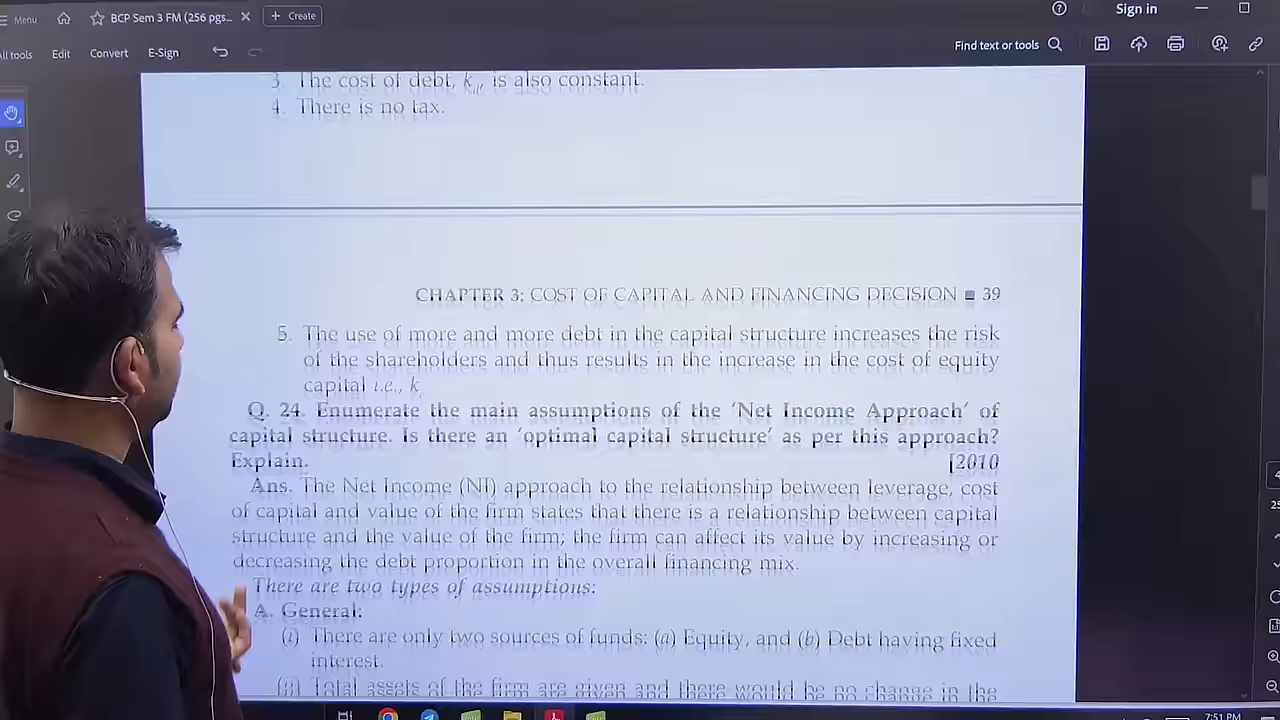 Menu
BCP Sem 3 FM (256 pgs...
Create
Sign in
All tools
Edit
Convert
E-Sign
Find text or tools
3. The cost of debt, kd, is also constant.
4. There is no tax.
CHAPTER 3: COST OF CAPITAL AND FINANCING DECISION ■ 39
5. The use of more and more debt in the capital structure increases the risk
of the shareholders and thus results in the increase in the cost of equity
capital i.e., ke
Q. 24. Enumerate the main assumptions of the 'Net Income Approach' of
capital structure. Is there an 'optimal capital structure' as per this approach?
Explain. [2010
Ans. The Net Income (NI) approach to the relationship between leverage, cost
of capital and value of the firm states that there is a relationship between capital
structure and the value of the firm; the firm can affect its value by increasing or
decreasing the debt proportion in the overall financing mix.
There are two types of assumptions:
A. General:
(i) There are only two sources of funds: (a) Equity, and (b) Debt having fixed
interest.
(ii) Total assets of the firm are given and there would be no change in the
7:51 PM